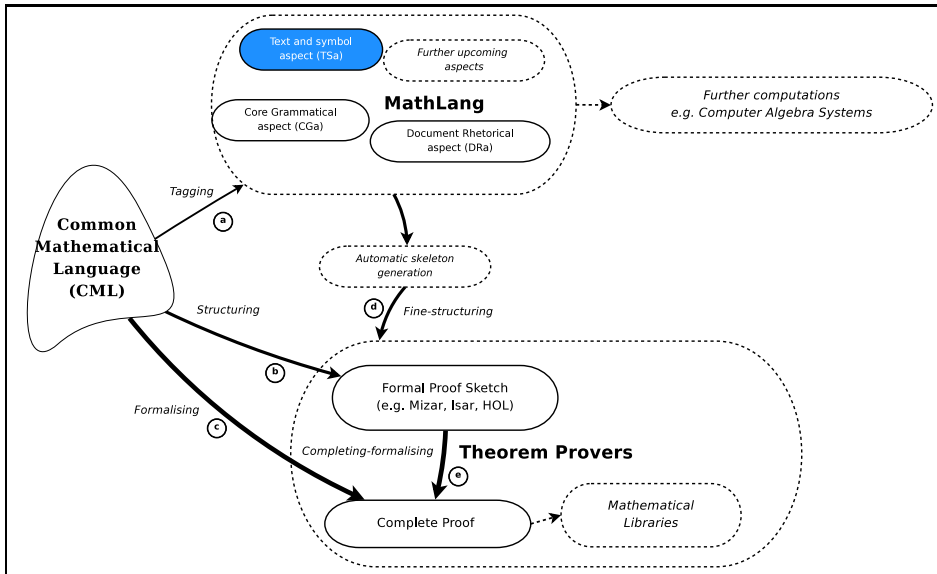 Text and symbol
aspect (TSa)
Further upcoming
aspects
MathLang
Core Grammatical
aspect (CGa)
Document Rhetorical
aspect (DRa)
Further computations
e.g. Computer Algebra Systems
Tagging
a
Common
Mathematical
Language
(CML)
Automatic skeleton
generation
Structuring
d
Fine-structuring
b
Formal Proof Sketch
(e.g. Mizar, Isar, HOL)
Formalising
c
Completing-formalising
Theorem Provers
e
Complete Proof
Mathematical
Libraries